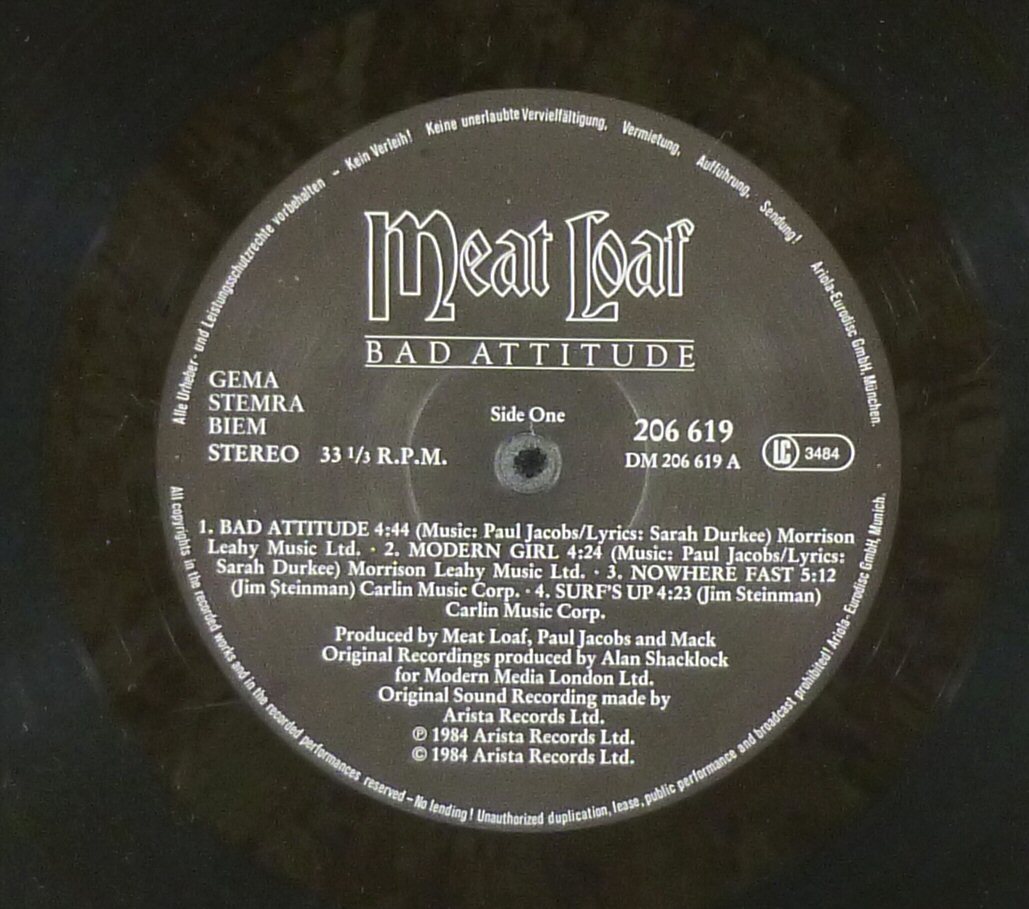 Alle Urheber- und Leistungsschutzrechte vorbehalten – Kein Verleih! Keine unerlaubte Vervielfältigung, Vermietung, Aufführung, Sendung! Ariola-Eurodisc GmbH, München.
Meat Loaf
BAD ATTITUDE
GEMA
STEMRA
BIEM
STEREO 33 1/3 R.P.M.
Side One
206 619
DM 206 619 A
LC 3484
1. BAD ATTITUDE 4:44 (Music: Paul Jacobs/Lyrics: Sarah Durkee) Morrison
Leahy Music Ltd. · 2. MODERN GIRL 4:24 (Music: Paul Jacobs/Lyrics:
Sarah Durkee) Morrison Leahy Music Ltd. · 3. NOWHERE FAST 5:12
(Jim Steinman) Carlin Music Corp. · 4. SURF'S UP 4:23 (Jim Steinman)
Carlin Music Corp.
Produced by Meat Loaf, Paul Jacobs and Mack
Original Recordings produced by Alan Shacklock
for Modern Media London Ltd.
Original Sound Recording made by
Arista Records Ltd.
℗ 1984 Arista Records Ltd.
© 1984 Arista Records Ltd.
All copyrights in the recorded works and in the recorded performances reserved – No lending! Unauthorized duplication, lease, public performance and broadcast prohibited! Ariola-Eurodisc GmbH, Munich.